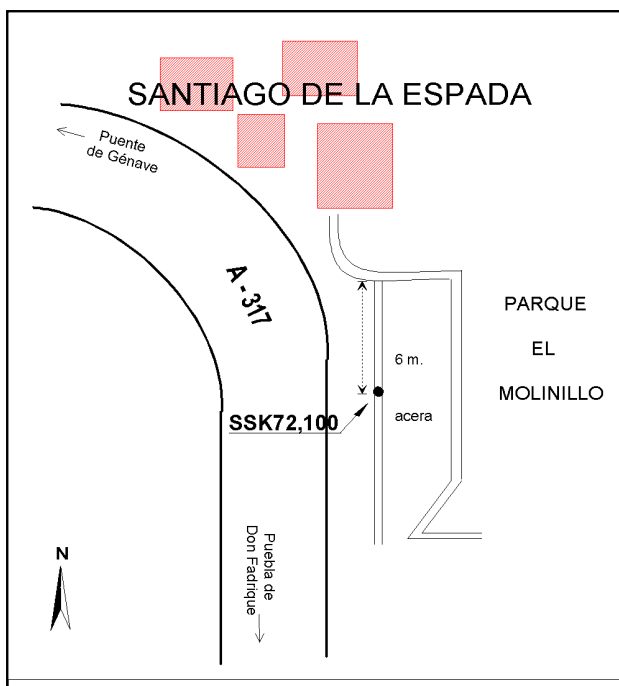 SANTIAGO DE LA ESPADA
Puente
de Génave
A - 317
PARQUE
EL
MOLINILLO
6 m.
acera
SSK72,100
Puebla de
Don Fadrique
N